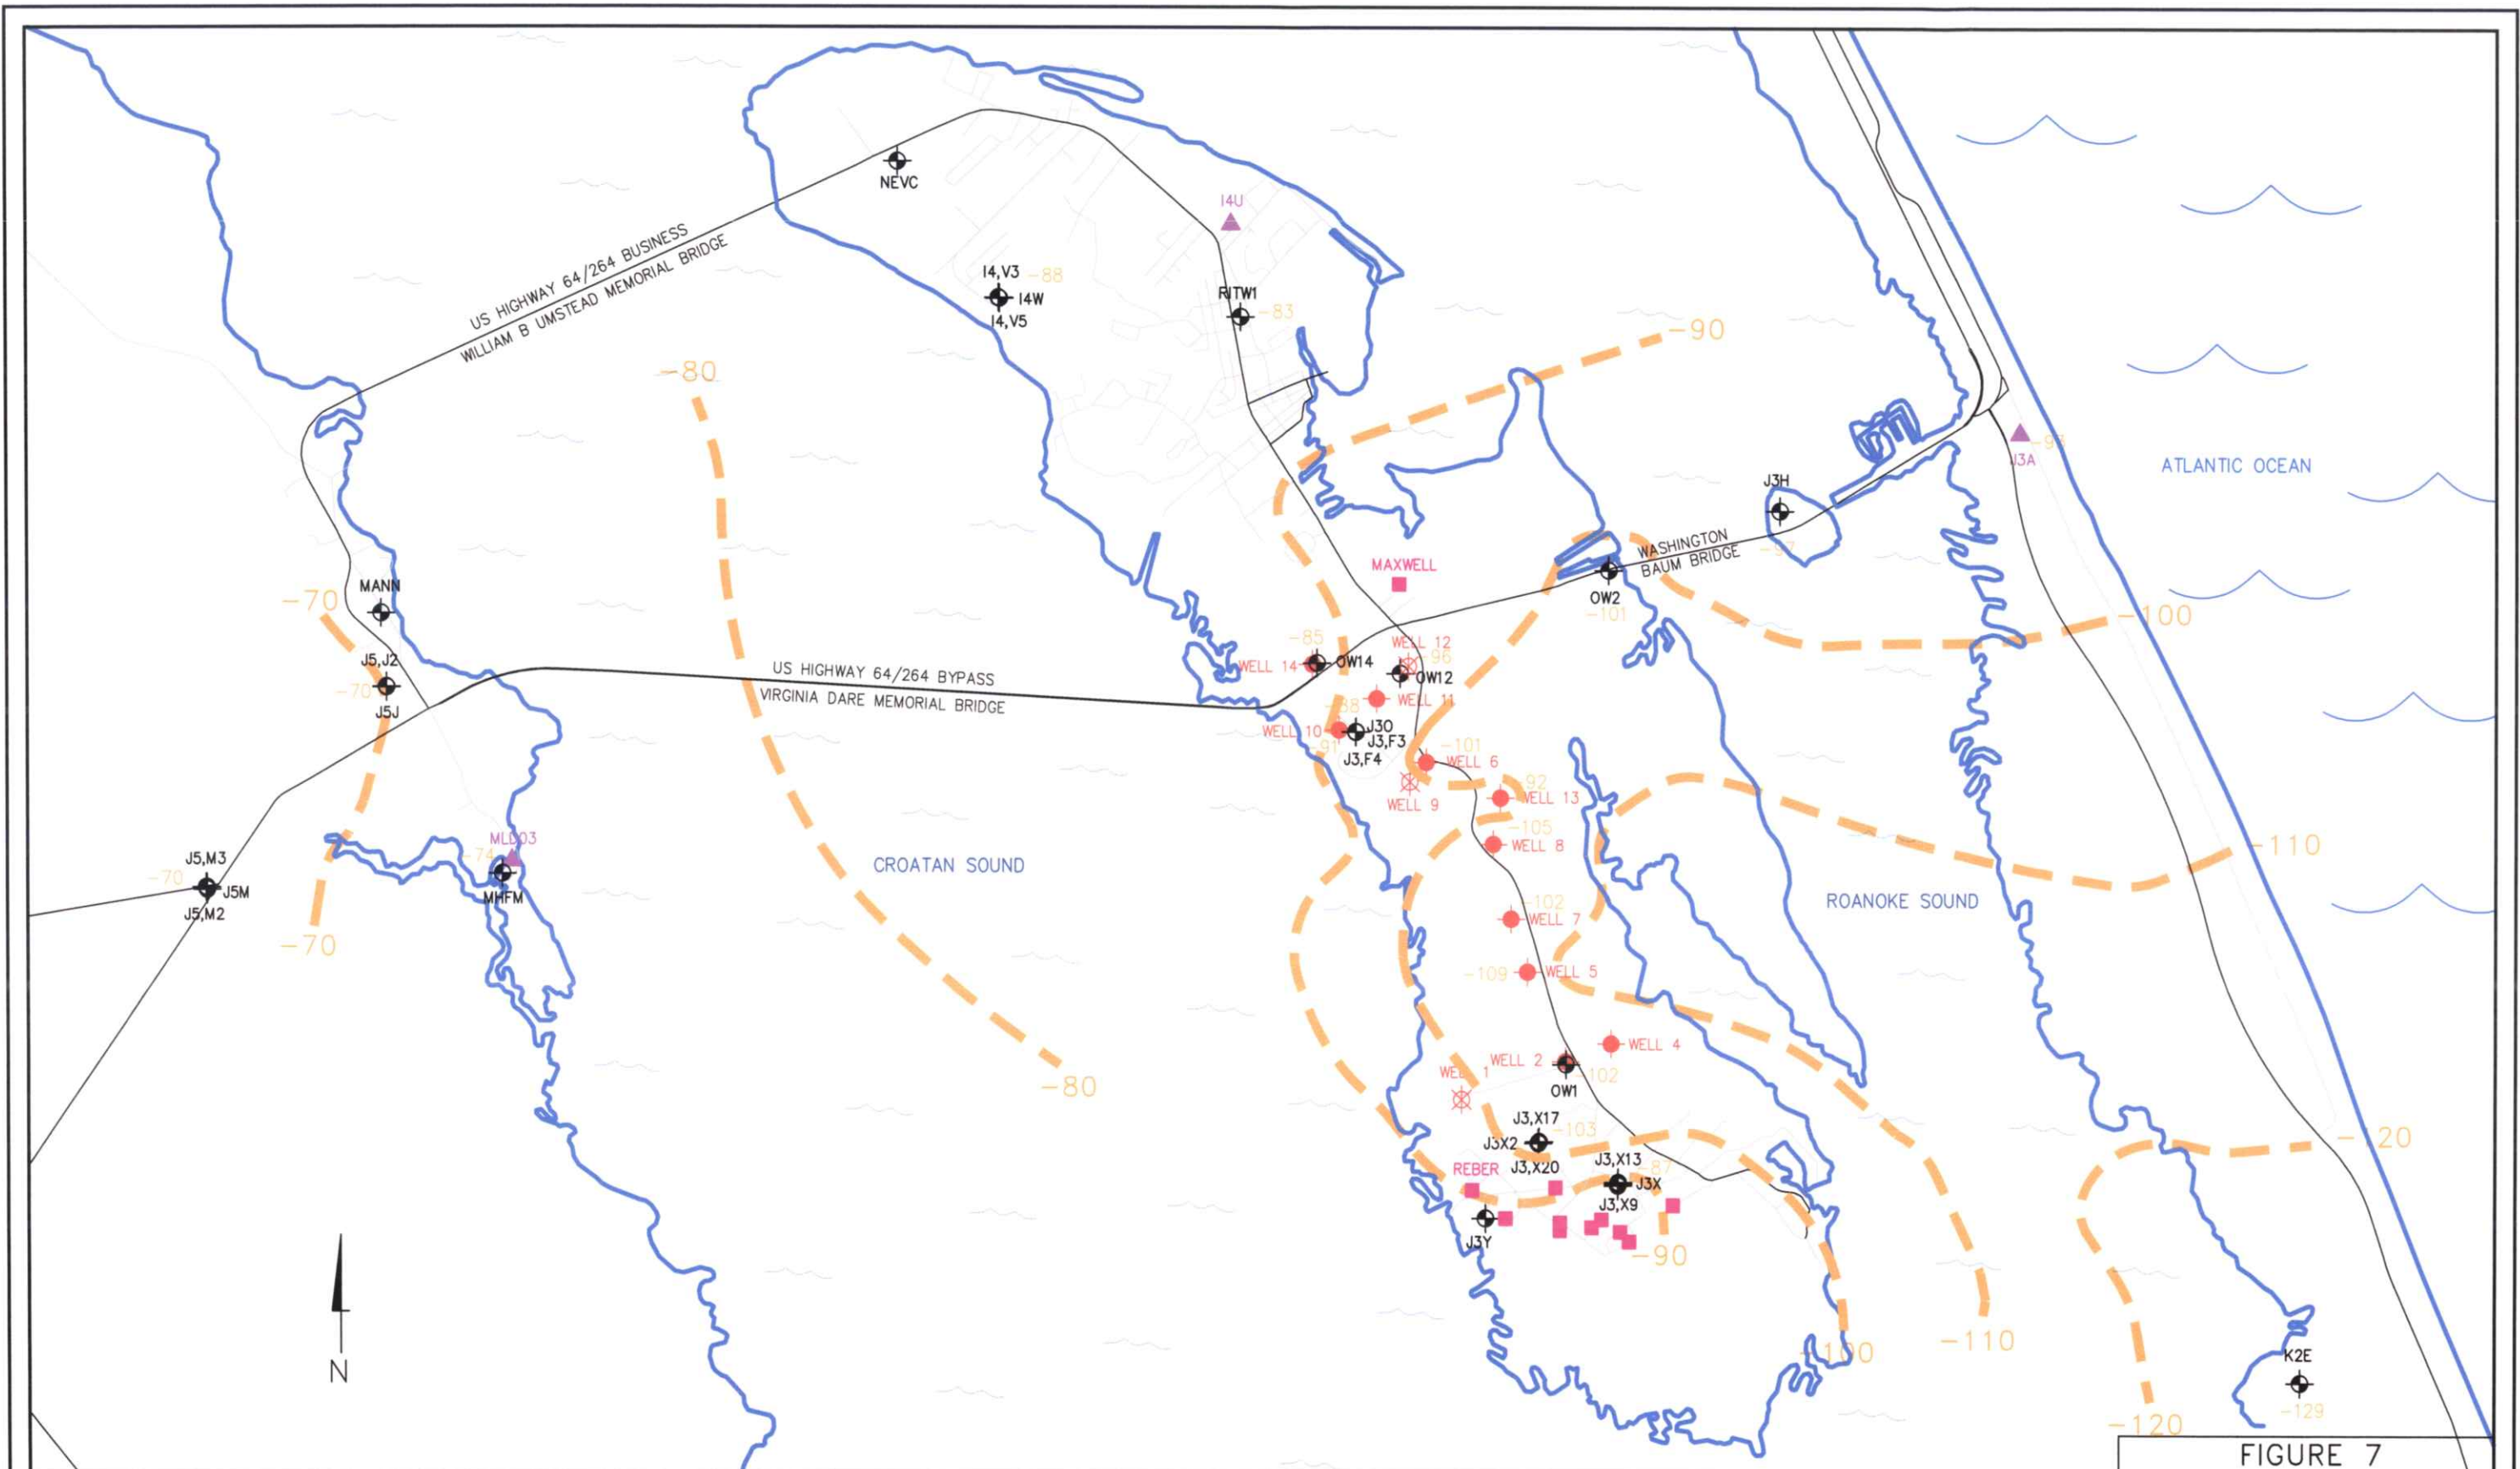 NEVC
I4U
US HIGHWAY 64/264 BUSINESS
WILLIAM B UMSTEAD MEMORIAL BRIDGE
I4,V3
-88
I4W
I4,V5
RITW1
-83
-90
-80
-93
J3A
ATLANTIC OCEAN
J3H
WASHINGTON
BAUM BRIDGE
-97
MAXWELL
OW2
-101
MANN
-70
-100
J5,J2
-70
J5J
US HIGHWAY 64/264 BYPASS
VIRGINIA DARE MEMORIAL BRIDGE
-85
WELL 14
OW14
WELL 12
-96
OW12
WELL 11
-88
WELL 10
J3O
J3,F3
-91
J3,F4
-101
WELL 6
WELL 9
-92
WELL 13
-105
WELL 8
-110
MLD03
-74
MHFM
J5,M3
-70
J5M
J5,M2
-70
CROATAN SOUND
ROANOKE SOUND
-102
WELL 7
-109
WELL 5
WELL 4
WELL 2
-102
OW1
WELL 1
-80
J3,X17
-103
J3X2
J3,X20
REBER
J3,X13
-87
J3X
J3,X9
J3Y
-90
-100
-110
K2E
-129
-120
N
FIGURE 7